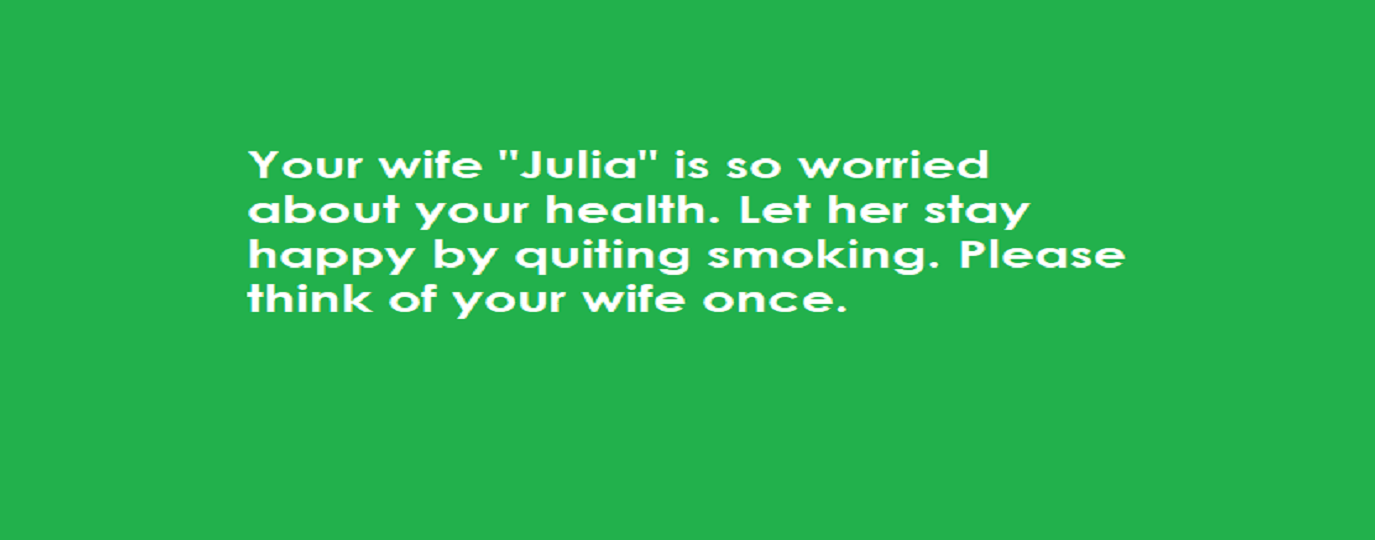 Your wife "Julia" is so worried
about your health. Let her stay
happy by quiting smoking. Please
think of your wife once.